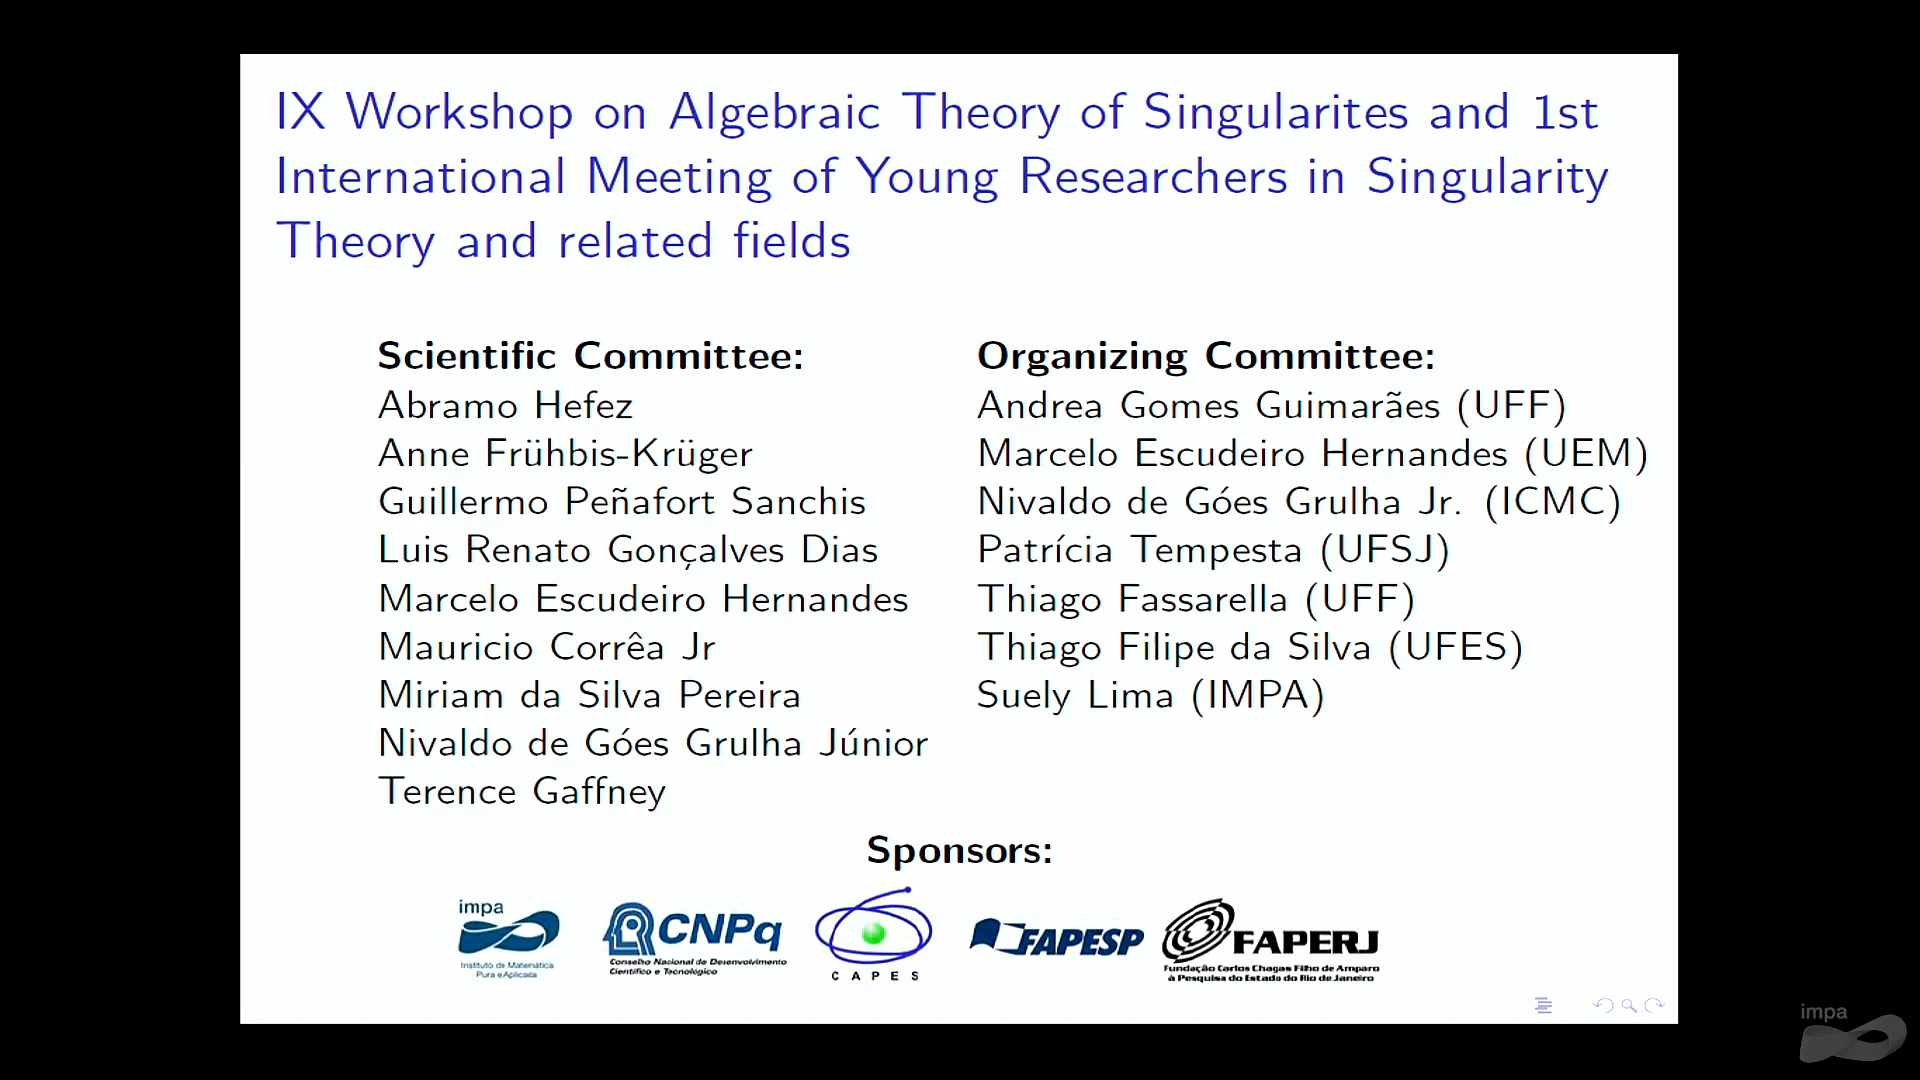 IX Workshop on Algebraic Theory of Singularites and 1st
International Meeting of Young Researchers in Singularity
Theory and related fields
Scientific Committee:
Abramo Hefez
Anne Frühbis-Krüger
Guillermo Peñafort Sanchis
Luis Renato Gonçalves Dias
Marcelo Escudeiro Hernandes
Mauricio Corrêa Jr
Miriam da Silva Pereira
Nivaldo de Góes Grulha Júnior
Terence Gaffney
Organizing Committee:
Andrea Gomes Guimarães (UFF)
Marcelo Escudeiro Hernandes (UEM)
Nivaldo de Góes Grulha Jr. (ICMC)
Patrícia Tempesta (UFSJ)
Thiago Fassarella (UFF)
Thiago Filipe da Silva (UFES)
Suely Lima (IMPA)
Sponsors:
impa
Instituto de Matemática
Pura e Aplicada
CNPq
Conselho Nacional de Desenvolvimento
Científico e Tecnológico
CAPES
FAPESP
FAPERJ
Fundação Carlos Chagas Filho de Amparo
à Pesquisa do Estado do Rio de Janeiro
impa